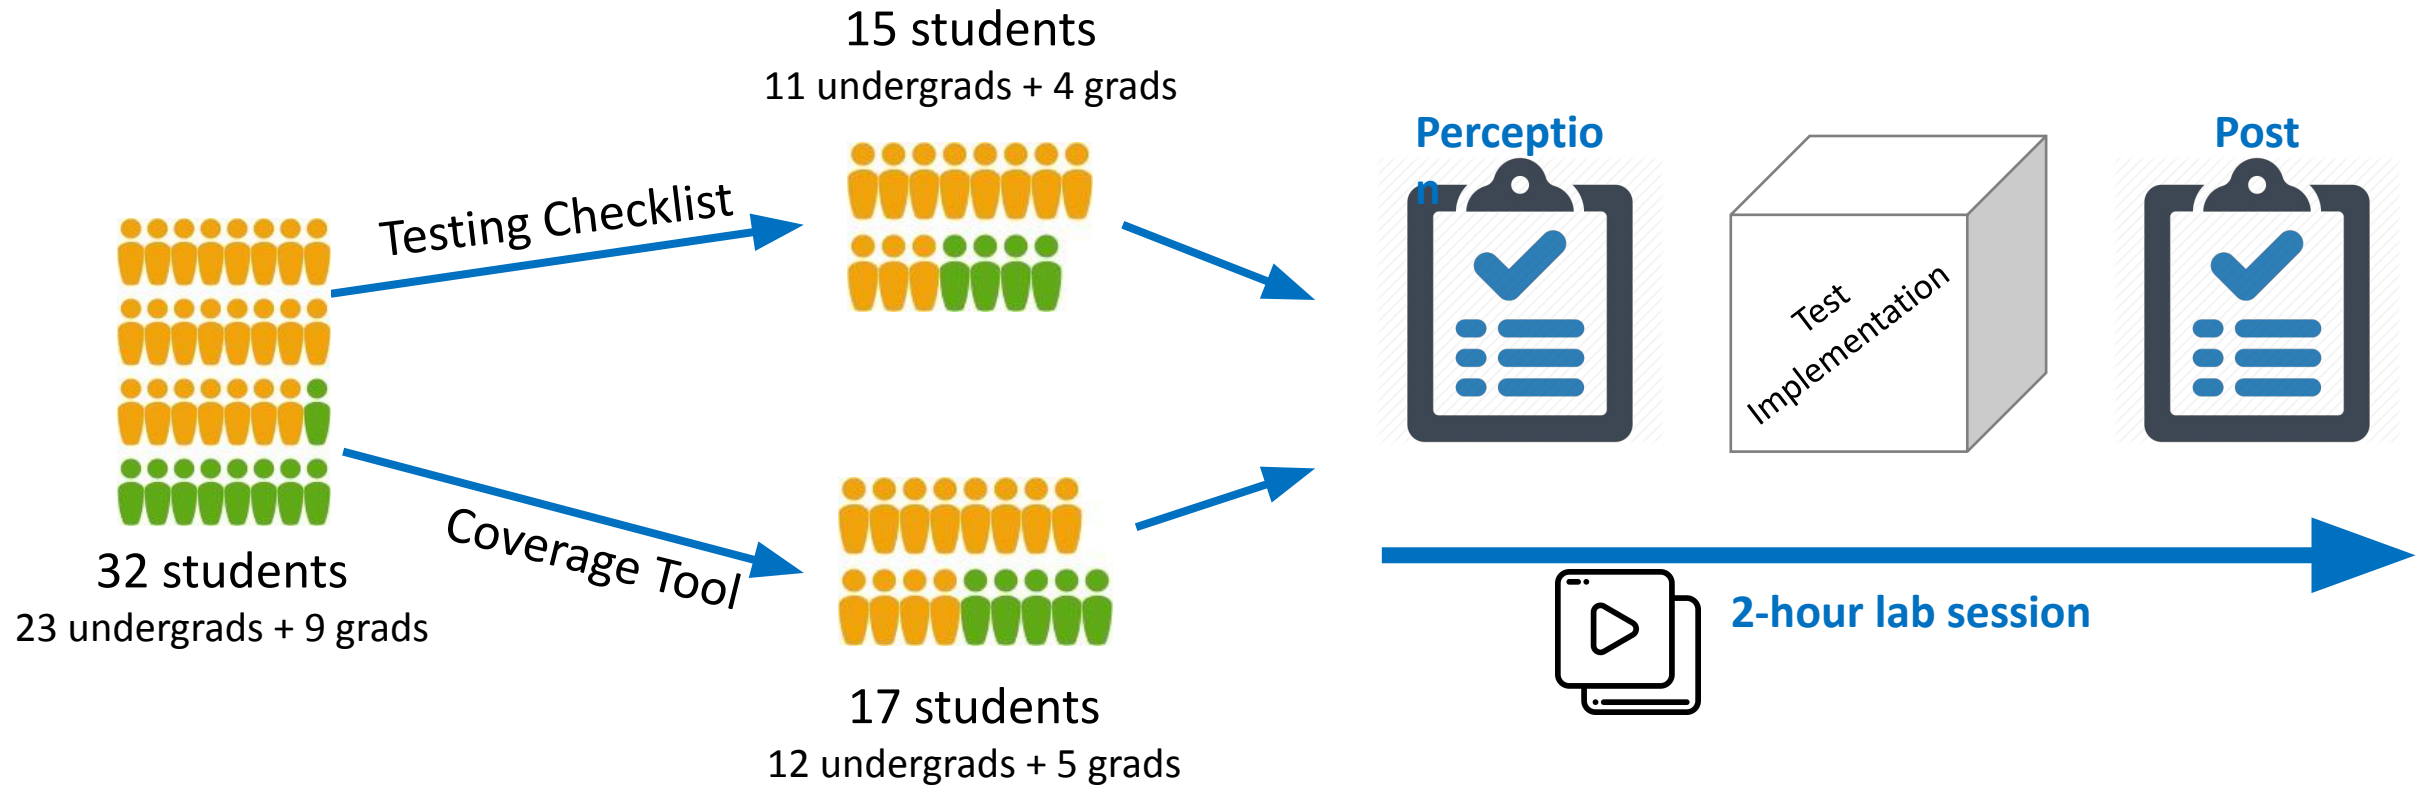 15 students
11 undergrads + 4 grads
Testing Checklist
32 students
23 undergrads + 9 grads
Coverage Tool
17 students
12 undergrads + 5 grads
Perceptio
n
Test
Implementation
Post
2-hour lab session